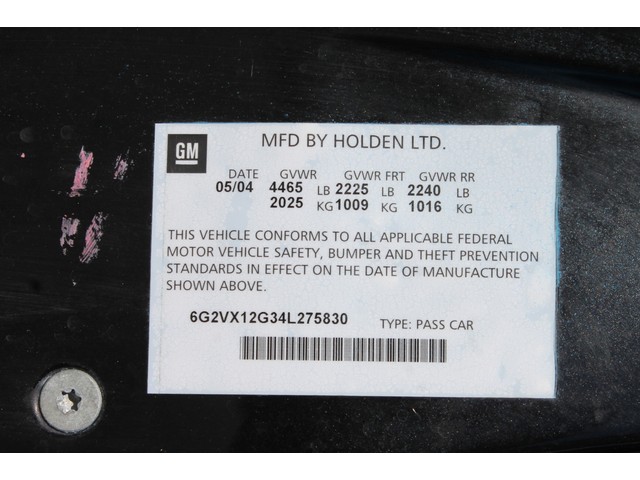 GM
MFD BY HOLDEN LTD.
DATE GVWR GVWR FRT GVWR RR
05/04 4465 LB 2225 LB 2240 LB
2025 KG 1009 KG 1016 KG
THIS VEHICLE CONFORMS TO ALL APPLICABLE FEDERAL
MOTOR VEHICLE SAFETY, BUMPER AND THEFT PREVENTION
STANDARDS IN EFFECT ON THE DATE OF MANUFACTURE
SHOWN ABOVE.
6G2VX12G34L275830 TYPE: PASS CAR